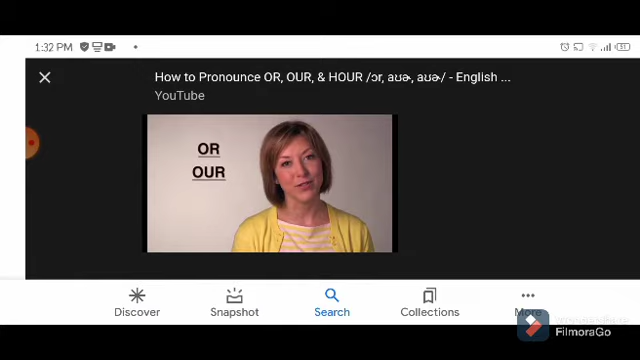 1:32 PM
51
How to Pronounce OR, OUR, & HOUR /ɔr, aʊɚ, aʊɚ/ - English ...
YouTube
OR
OUR
Discover
Snapshot
Search
Collections
More
FilmoraGo